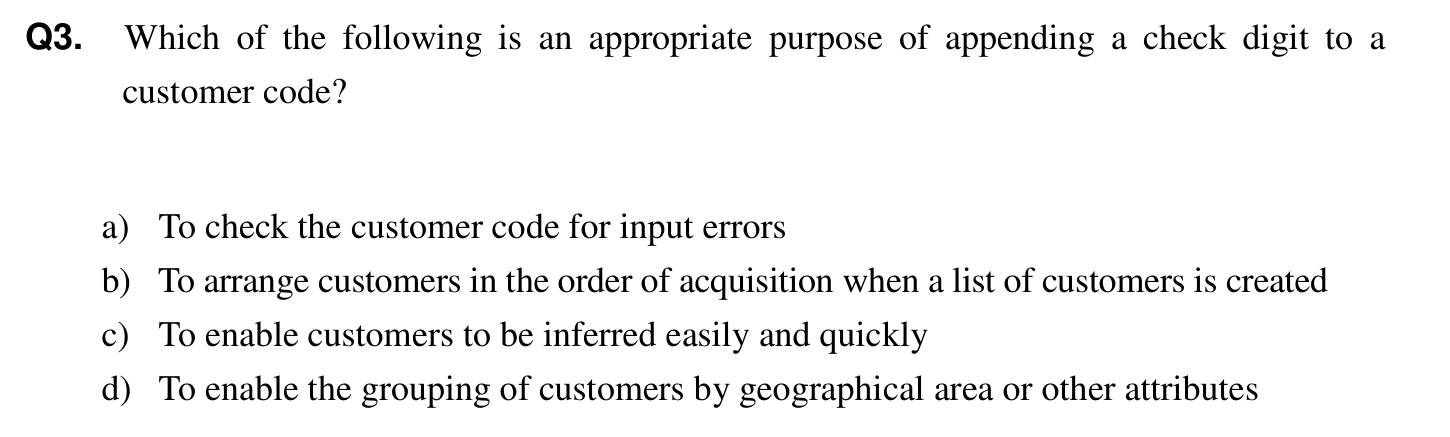 Q3. Which of the following is an appropriate purpose of appending a check digit to a
customer code?
a) To check the customer code for input errors
b) To arrange customers in the order of acquisition when a list of customers is created
c) To enable customers to be inferred easily and quickly
d) To enable the grouping of customers by geographical area or other attributes